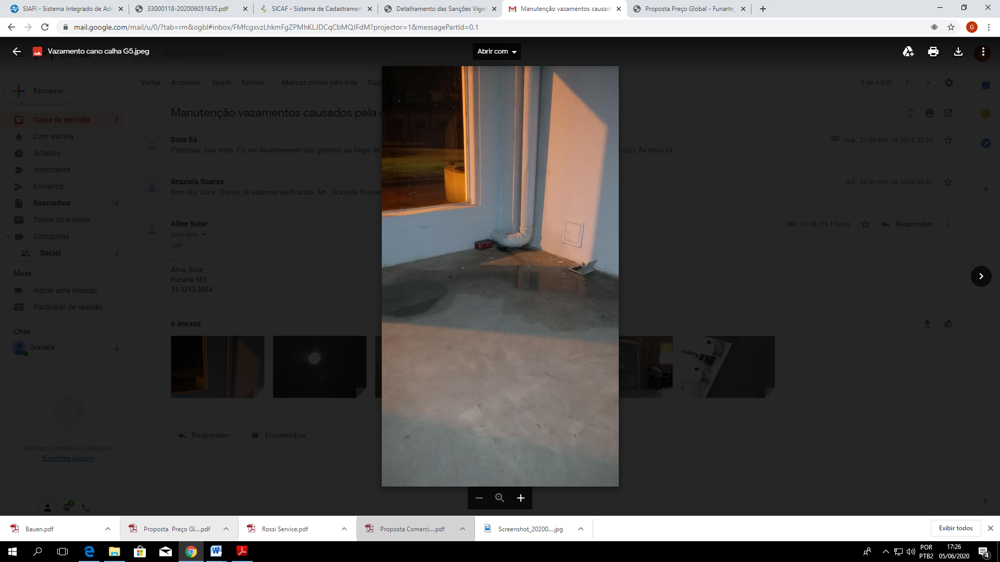 SIAFI - Sistema Integrado de Adr
33000118-202006051635.pdf
SICAF - Sistema de Cadastramen
Detalhamento das Sanções Viger
Manutenção vazamentos causad
Proposta Preço Global - Funarte_
mail.google.com/mail/u/0/?tab=rm&ogbl#inbox/FMfcgxvzLhkmFgZPMhKLJDCqCbMQJFdM?projector=1&messagePartId=0.1
G
Vazamento cano calha G5.jpeg
Pesquisar e-mail
Abrir com
Escrever
Voltar Arquivar Spam Excluir Marcar como não lida Sus
5 de 4.536
Manutenção vazamentos causados pela
Caixa de entrada 7
Com estrela
Adiados
Importante
Enviados
Rascunhos 14
Todos os e-mails
Categorias
Social 2
Dora Sá
qua., 21 de nov. de 2018 20:39
Prezadas, boa noite, Fiz um levantamento das goteiras ao longo da
G5). As fotos sã
Graziela Soares
qui., 22 de nov. de 2018 08:50
Bom dia, Dora. Ciente. já estamos verificando. Att., Graziela Soares
Aline Solar
15:48 (há 1 hora)
Responder
para mim
--
Aline Solar
Funarte MG
31.3213.3084
Meet
Iniciar uma reunião
Participar de reunião
Chat
Graziela
6 anexos
Responder
Encaminhar
Nenhum contato do Hangouts
Encontre alguém
1
Bauen.pdf
Proposta Preço Gl....pdf
Rossi Service.pdf
Proposta Comerci....pdf
Screenshot_20200....jpg
Exibir todos
POR
PTB2
17:26
05/06/2020
4